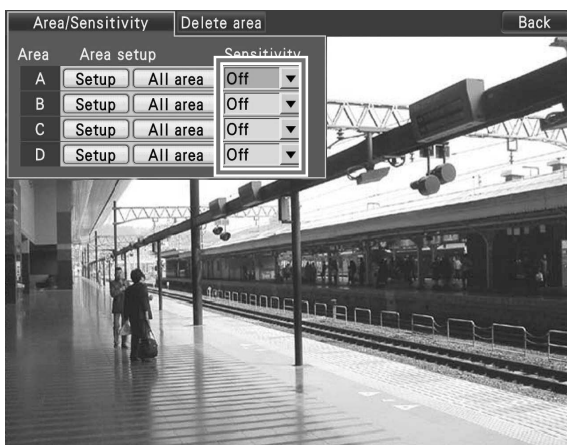 Area/Sensitivity Delete area Back
Area Area setup Sensitivity
A Setup All area Off
B Setup All area Off
C Setup All area Off
D Setup All area Off